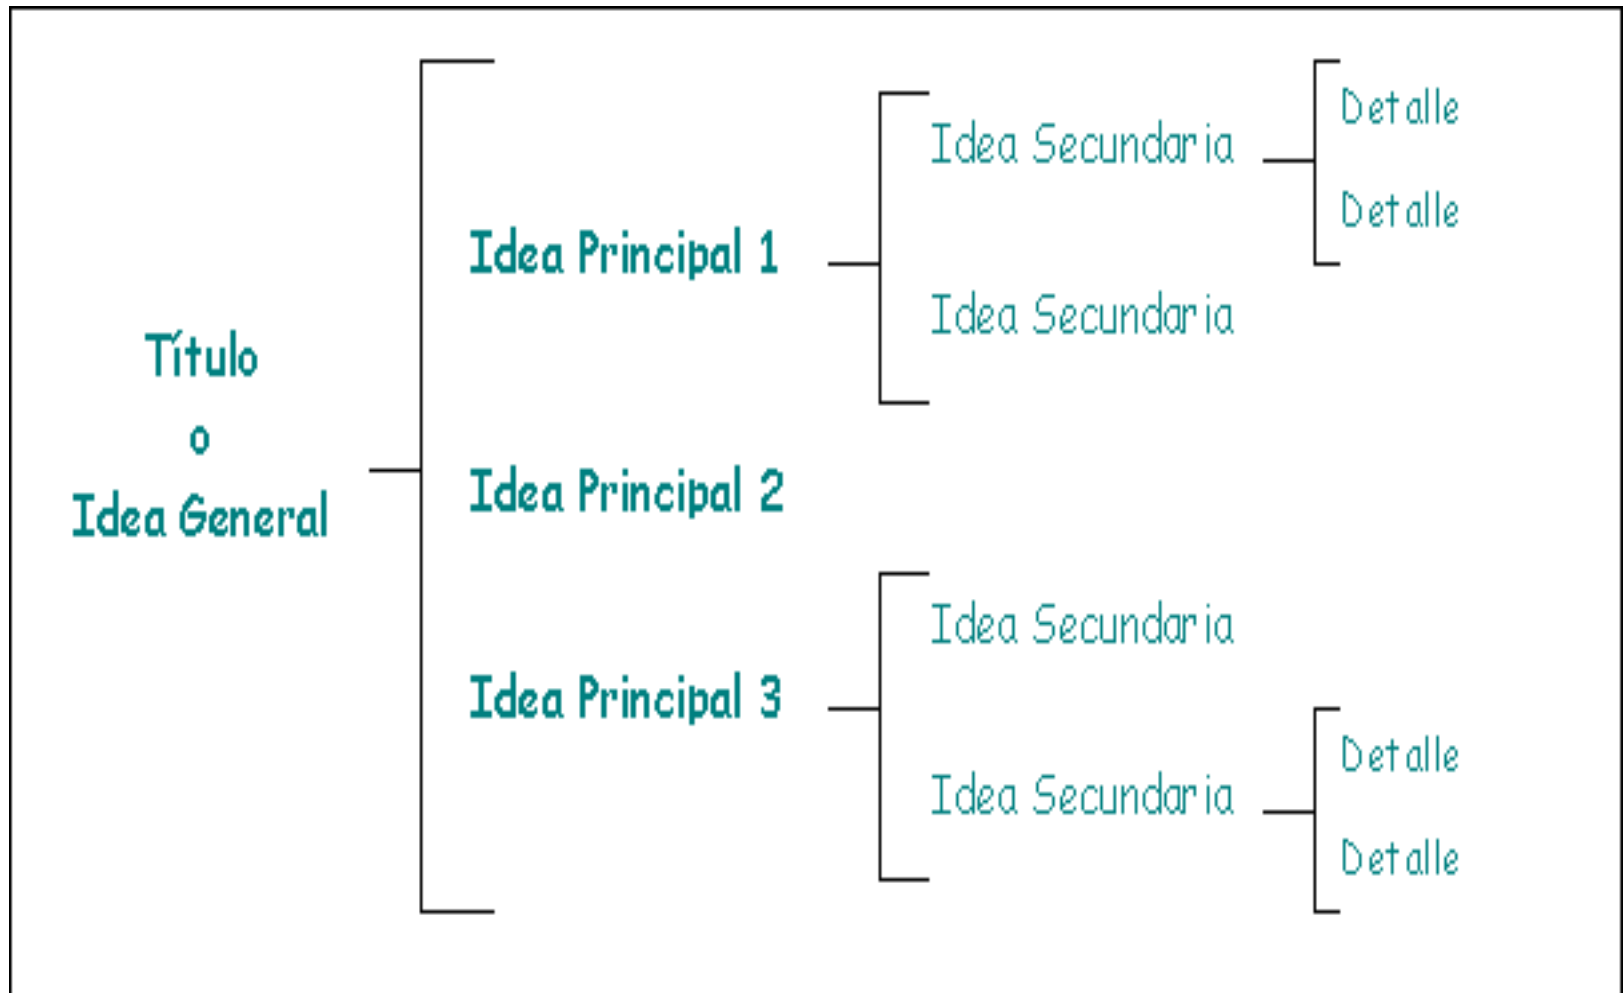 Título
o
Idea General
Idea Principal 1
Idea Secundaria
Detalle
Detalle
Idea Secundaria
Idea Principal 2
Idea Principal 3
Idea Secundaria
Idea Secundaria
Detalle
Detalle